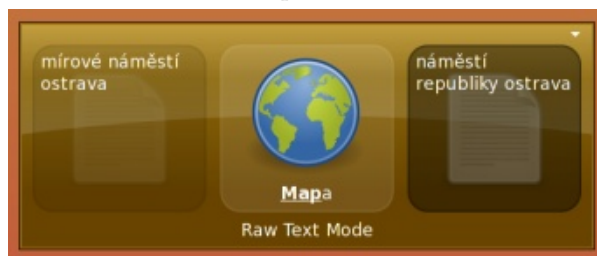 mírové náměstí
ostrava
Mapa
náměstí
republiky ostrava
Raw Text Mode